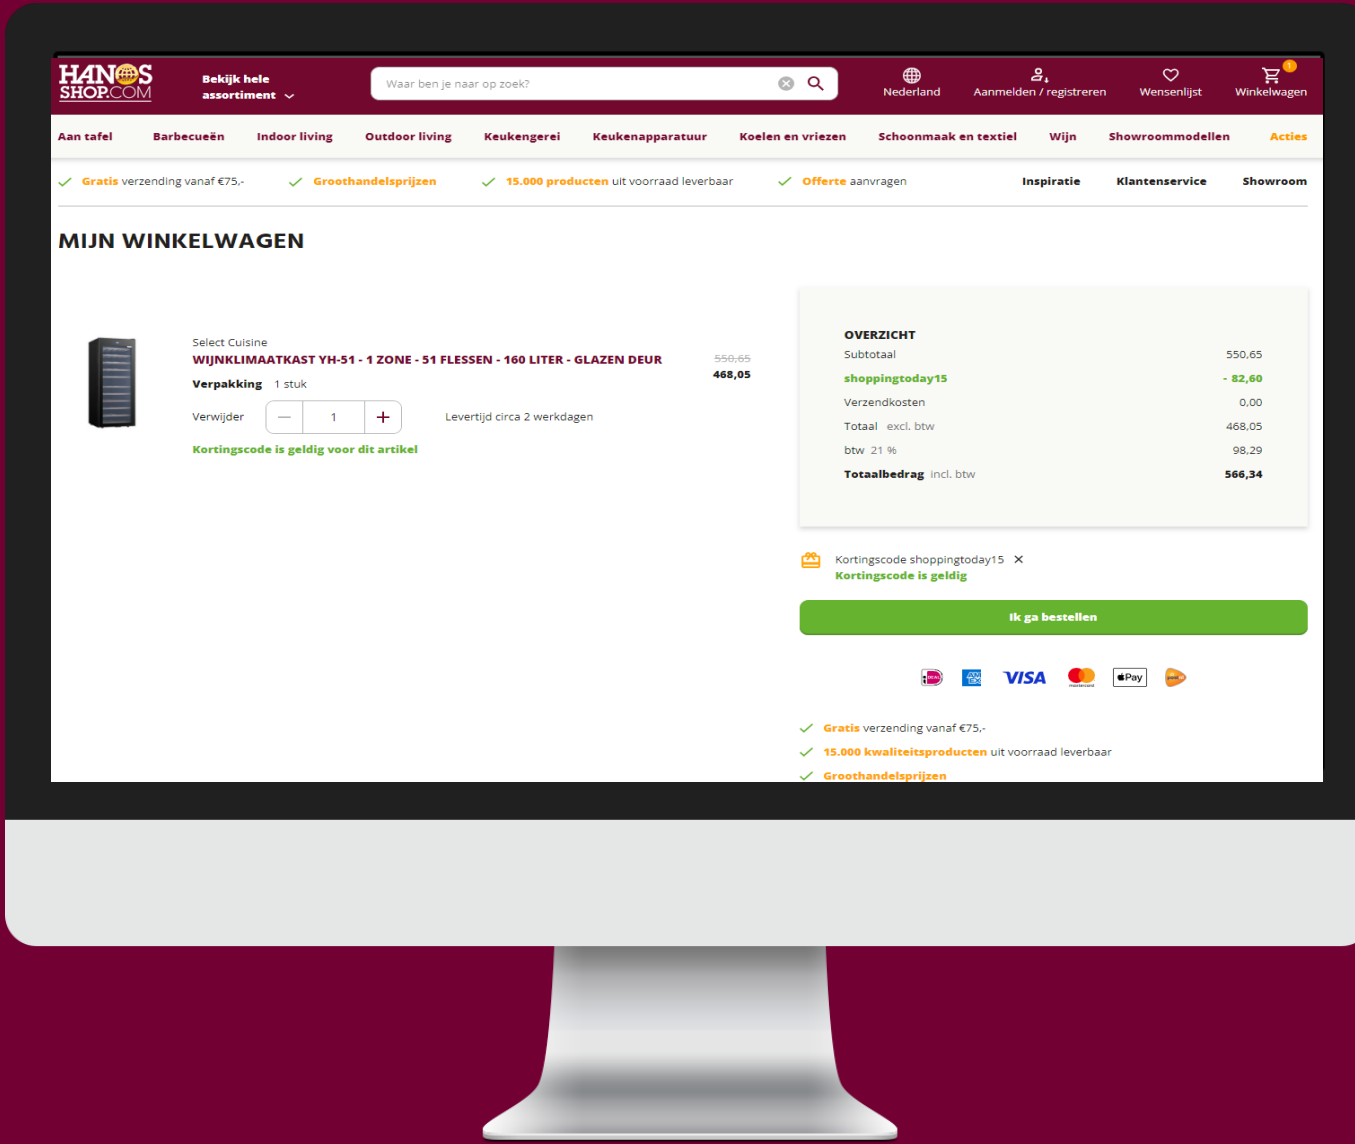 HANOS
SHOP.COM
Bekijk hele
assortiment
Waar ben je naar op zoek?
Nederland
Aanmelden / registreren
Wensenlijst
1
Winkelwagen
Aan tafel Barbecueën Indoor living Outdoor living Keukengerei Keukenapparatuur Koelen en vriezen Schoonmaak en textiel Wijn Showroommodellen Acties
Gratis verzending vanaf €75,- Groothandelsprijzen 15.000 producten uit voorraad leverbaar Offerte aanvragen Inspiratie Klantenservice Showroom
MIJN WINKELWAGEN
Select Cuisine
WIJNKLIMAATKAST YH-51 - 1 ZONE - 51 FLESSEN - 160 LITER - GLAZEN DEUR 550,65
468,05
Verpakking 1 stuk
Verwijder — 1 + Levertijd circa 2 werkdagen
Kortingscode is geldig voor dit artikel
OVERZICHT
Subtotaal 550,65
shoppingtoday15 - 82,60
Verzendkosten 0,00
Totaal excl. btw 468,05
btw 21 % 98,29
Totaalbedrag incl. btw 566,34
Kortingscode shoppingtoday15
Kortingscode is geldig
Ik ga bestellen
VISA mastercard Pay
Gratis verzending vanaf €75,-
15.000 kwaliteitsproducten uit voorraad leverbaar
Groothandelsprijzen